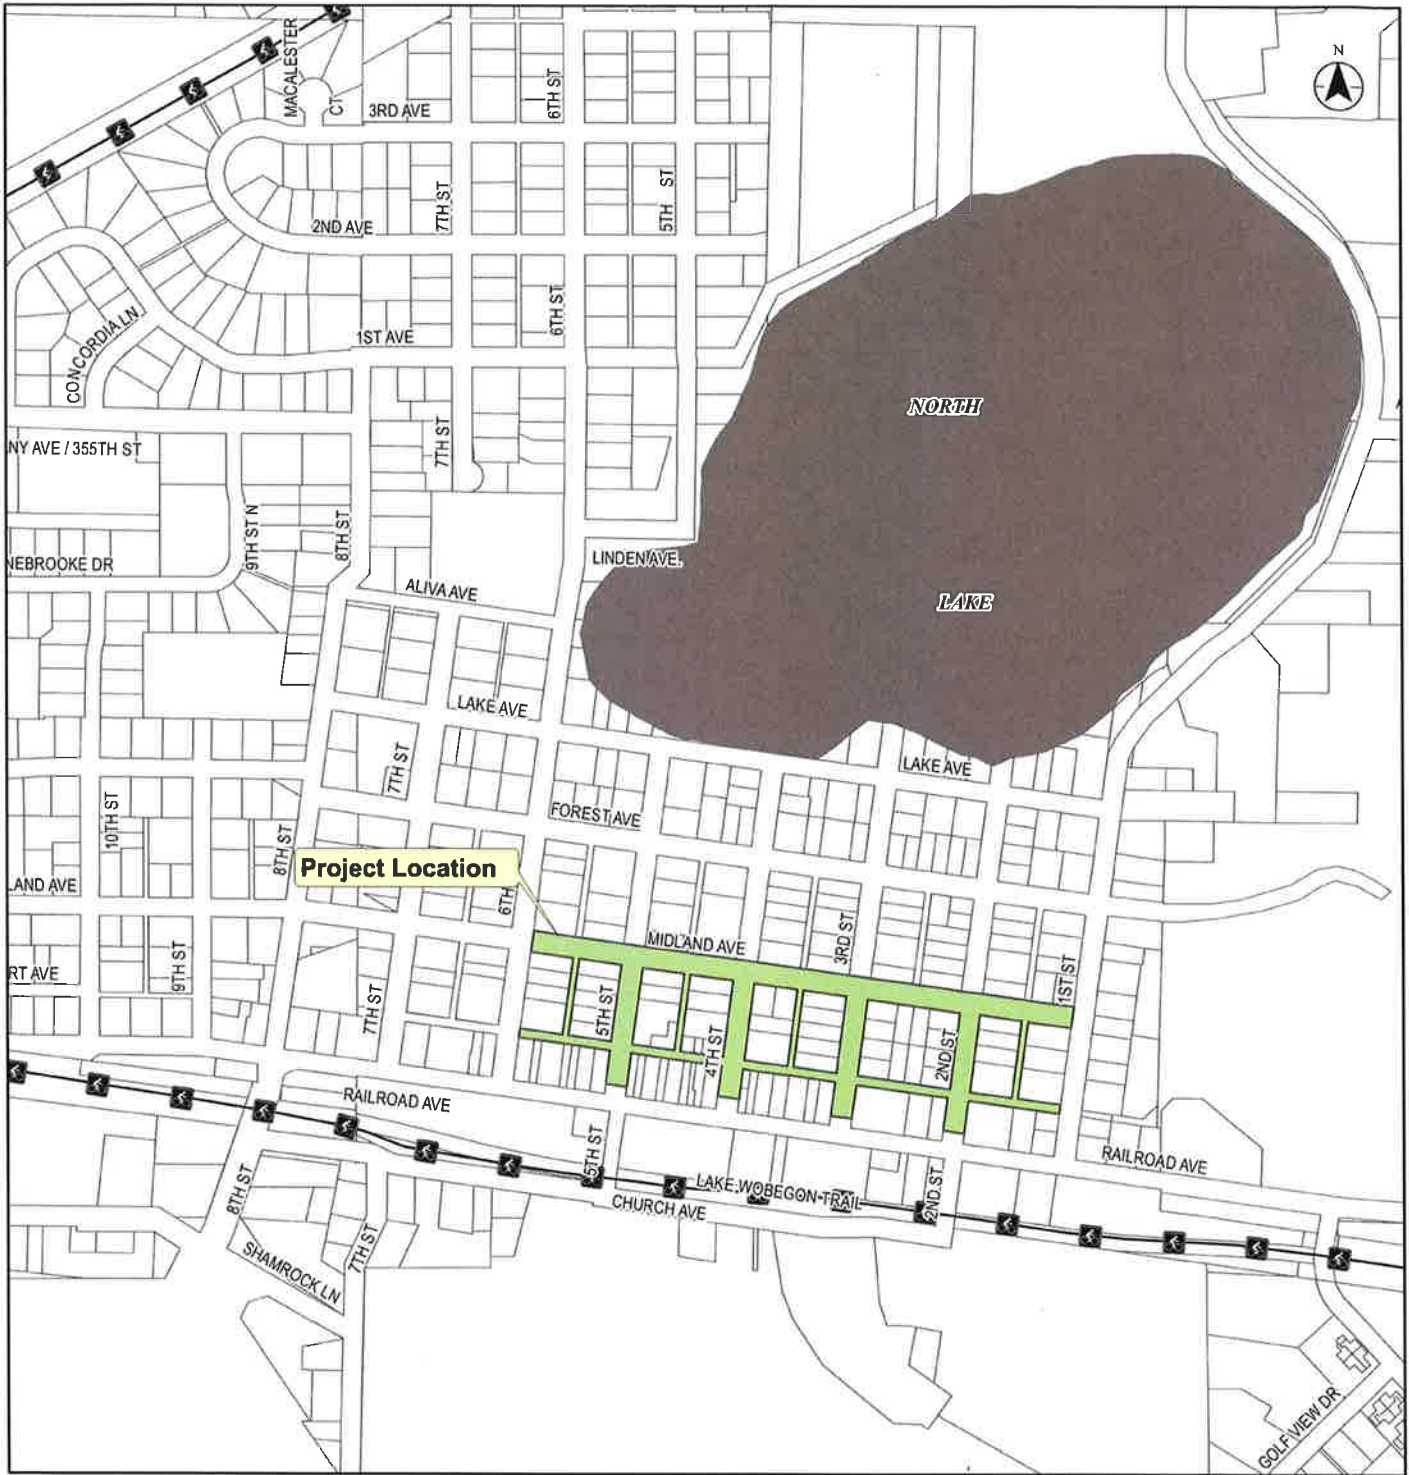 N
MACALESTER
CT
3RD AVE
6TH ST
7TH ST
5TH ST
2ND AVE
6TH ST
CONCORDIA LN
1ST AVE
NORTH
7TH ST
NY AVE / 355TH ST
9TH ST N
8TH ST
NEBROOKE DR
LINDEN AVE.
ALIVA AVE
LAKE
LAKE AVE
7TH ST
LAKE AVE
10TH ST
FOREST AVE
8TH ST
Project Location
LAND AVE
6TH
MIDLAND AVE
3RD ST
9TH ST
RT AVE
1ST ST
7TH ST
5TH ST
4TH ST
2ND ST
RAILROAD AVE
5TH ST
RAILROAD AVE
8TH ST
LAKE WOBEGON TRAIL
2ND ST
CHURCH AVE
7TH ST
SHAMROCK LN
GOLF VIEW DR